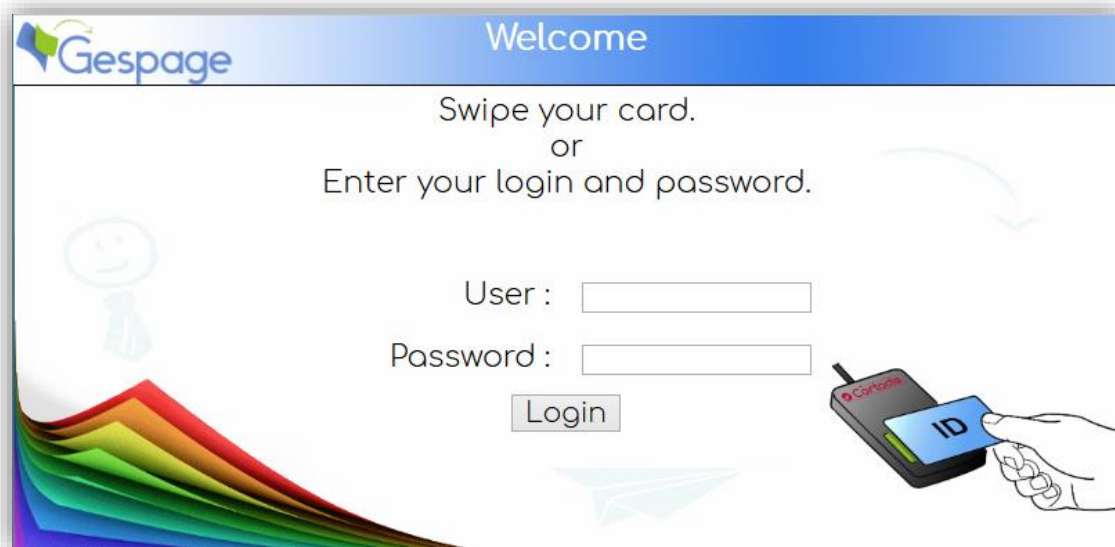 Gespage
Welcome
Swipe your card.
or
Enter your login and password.
User :
Password :
Login
Cartadis
ID